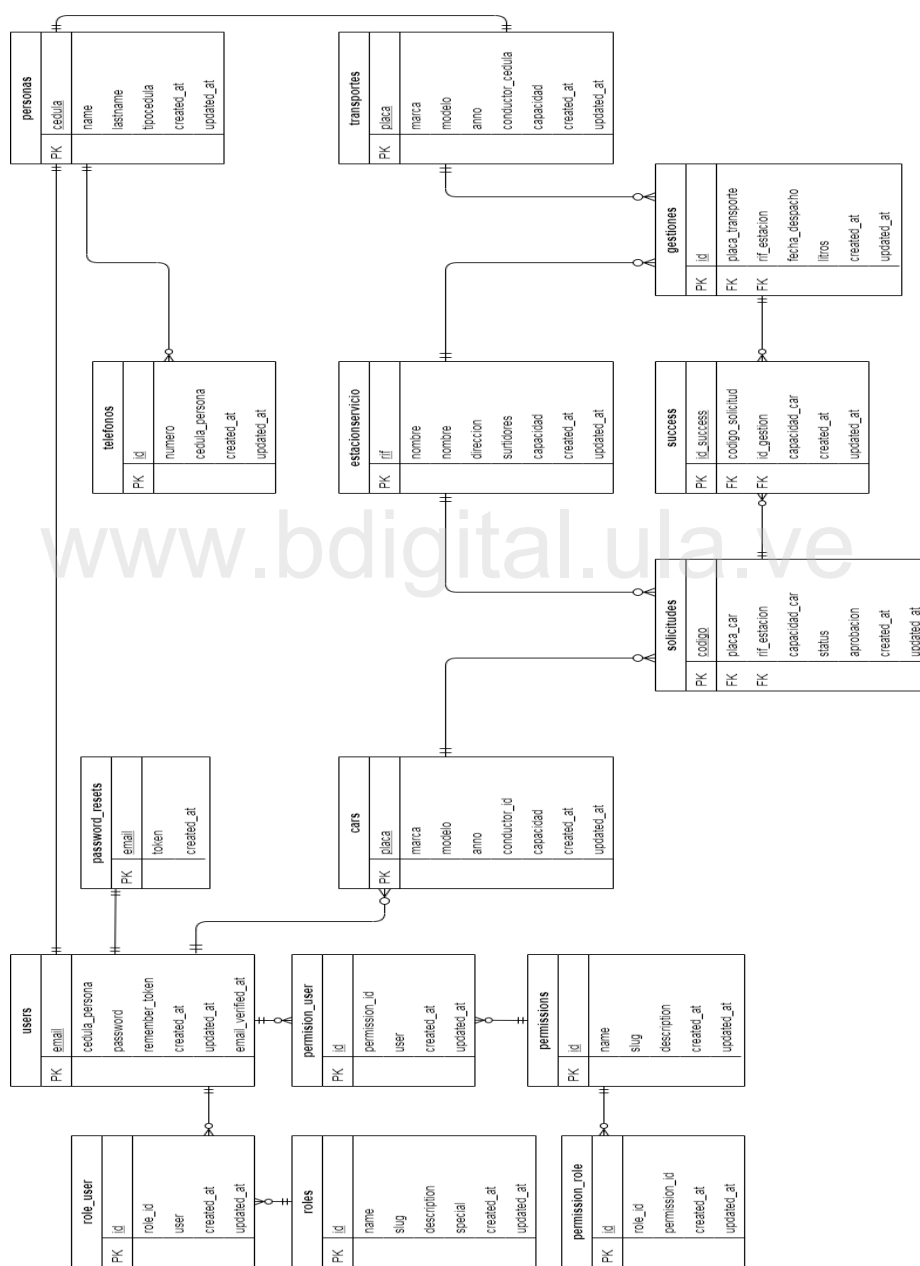 users
PK email
cedula_persona
password
remember_token
created_at
updated_at
email_verified_at
personas
PK cedula
name
lastname
tipocedula
created_at
updated_at
role_user
PK id
role_id
user
created_at
updated_at
password_resets
PK email
token
created_at
telefonos
PK id
numero
cedula_persona
created_at
updated_at
roles
PK id
name
slug
description
special
created_at
updated_at
permision_user
PK id
permission_id
user
created_at
updated_at
cars
PK placa
marca
modelo
anno
conductor_id
capacidad
created_at
updated_at
estacionservicio
PK rif
nombre
nombre
direccion
surtidores
capacidad
created_at
updated_at
transportes
PK placa
marca
modelo
anno
conductor_cedula
capacidad
created_at
updated_at
permission_role
PK id
role_id
permission_id
created_at
updated_at
permissions
PK id
name
slug
description
created_at
updated_at
solicitudes
PK codigo
FK placa_car
FK rif_estacion
capacidad_car
status
aprobacion
created_at
updated_at
success
PK id_success
FK codigo_solicitud
FK id_gestion
capacidad_car
created_at
updated_at
gestiones
PK id
FK placa_transporte
FK rif_estacion
fecha_despacho
litros
created_at
updated_at
www.bdigital.ula.ve